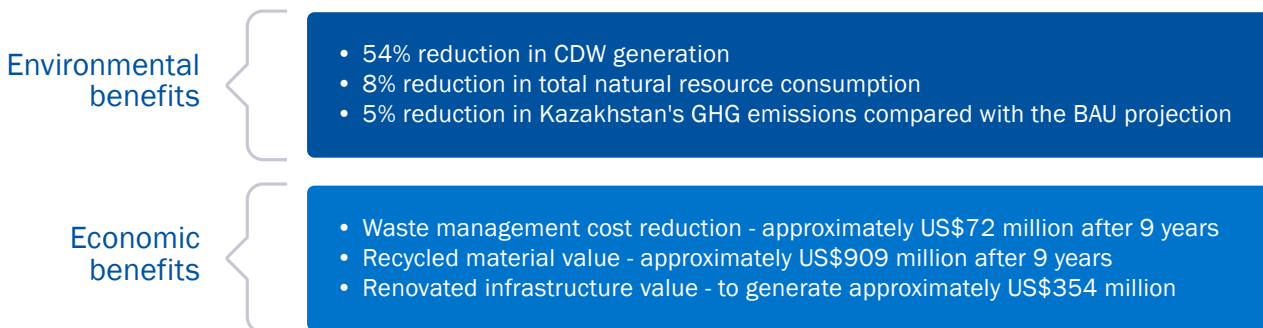 Environmental
benefits
• 54% reduction in CDW generation
• 8% reduction in total natural resource consumption
• 5% reduction in Kazakhstan's GHG emissions compared with the BAU projection
Economic
benefits
• Waste management cost reduction - approximately US$72 million after 9 years
• Recycled material value - approximately US$909 million after 9 years
• Renovated infrastructure value - to generate approximately US$354 million